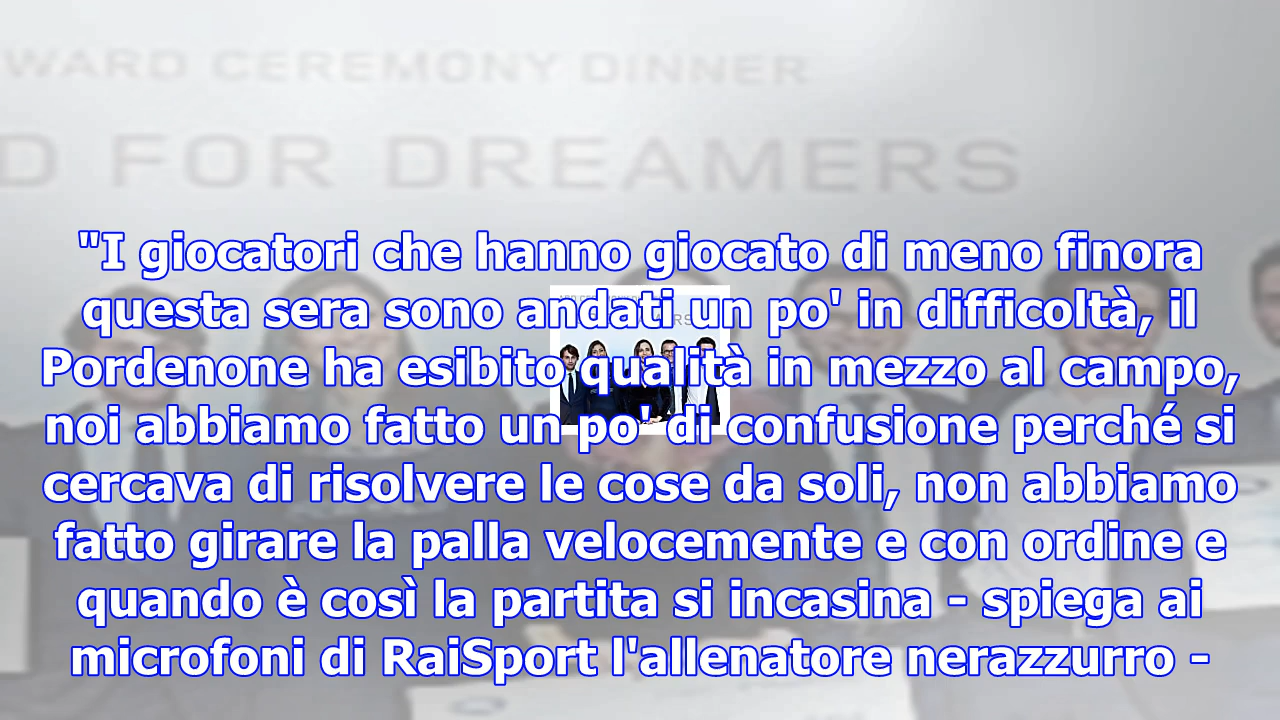 WARD CEREMONY DINNER
D FOR DREAMERS
"I giocatori che hanno giocato di meno finora
questa sera sono andati un po' in difficoltà, il
Pordenone ha esibito qualità in mezzo al campo,
noi abbiamo fatto un po' di confusione perché si
cercava di risolvere le cose da soli, non abbiamo
fatto girare la palla velocemente e con ordine e
quando è così la partita si incasina - spiega ai
microfoni di RaiSport l'allenatore nerazzurro -